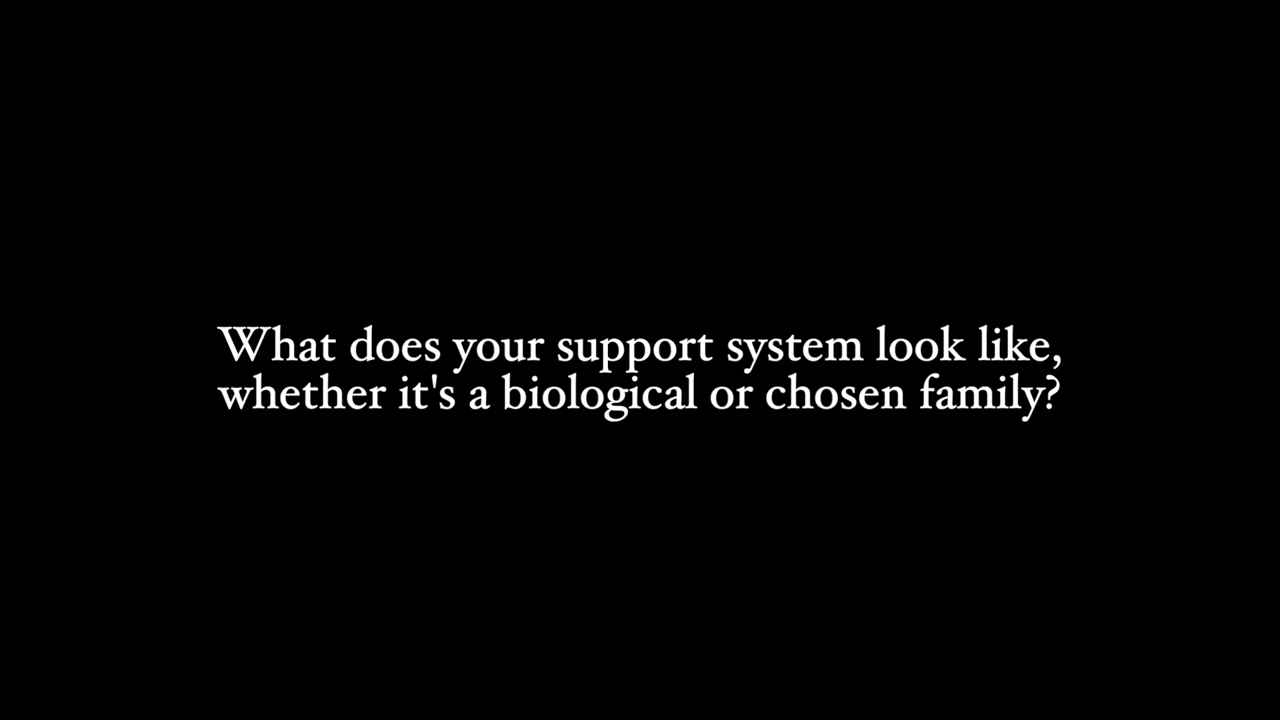 What does your support system look like,
whether it's a biological or chosen family?